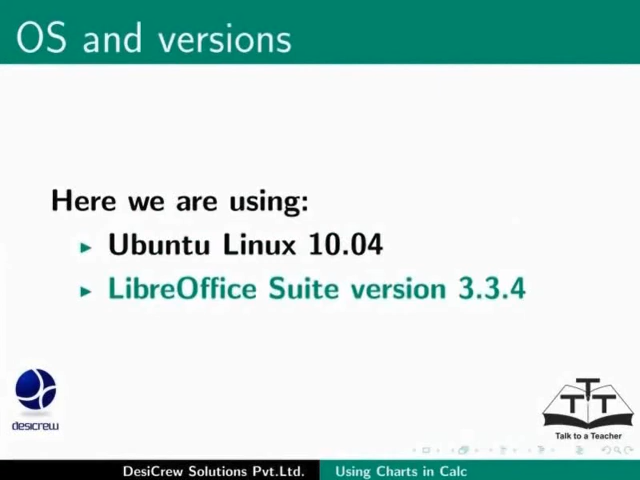 OS and versions
Here we are using:
Ubuntu Linux 10.04
LibreOffice Suite version 3.3.4
desicrew
T T T
Talk to a Teacher
DesiCrew Solutions Pvt.Ltd.
Using Charts in Calc